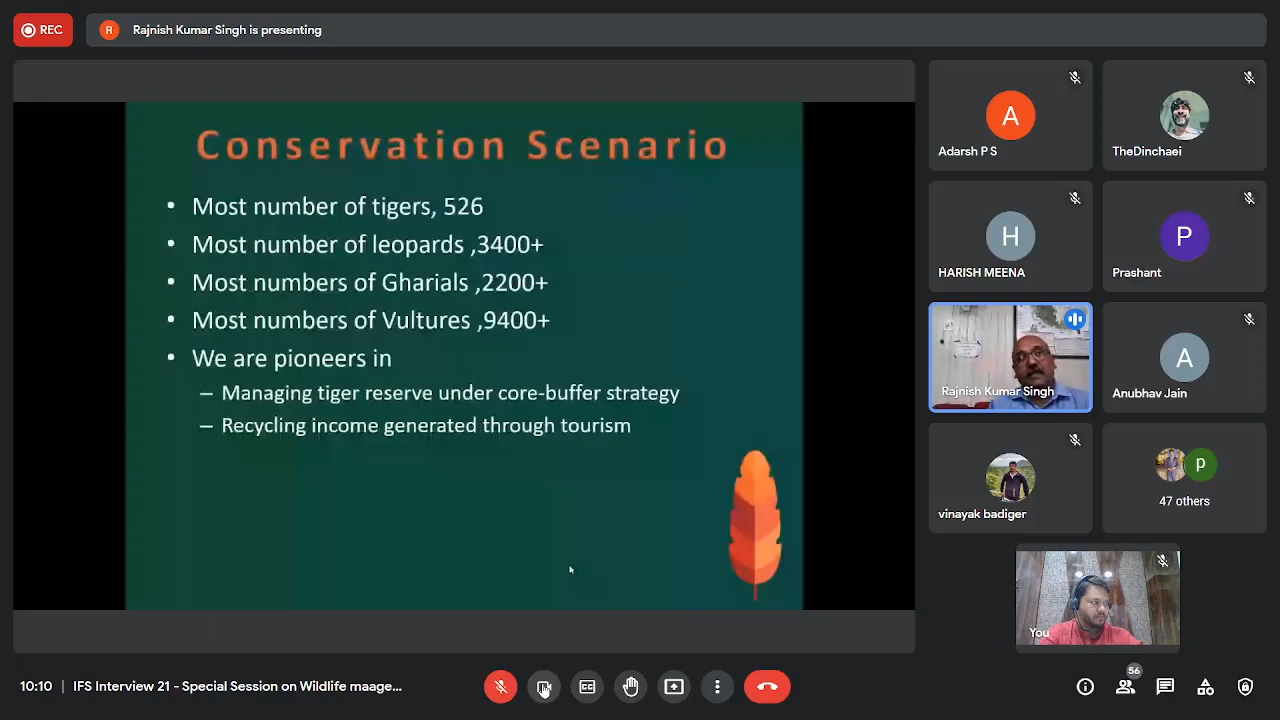 REC
R
Rajnish Kumar Singh is presenting
Conservation Scenario
• Most number of tigers, 526
• Most number of leopards ,3400+
• Most numbers of Gharials ,2200+
• Most numbers of Vultures ,9400+
• We are pioneers in
– Managing tiger reserve under core-buffer strategy
– Recycling income generated through tourism
A
Adarsh P S
TheDinchaei
H
HARISH MEENA
P
Prashant
Rajnish Kumar Singh
A
Anubhav Jain
vinayak badiger
p
47 others
You
10:10 | IFS Interview 21 - Special Session on Wildlife maage...
CC
56